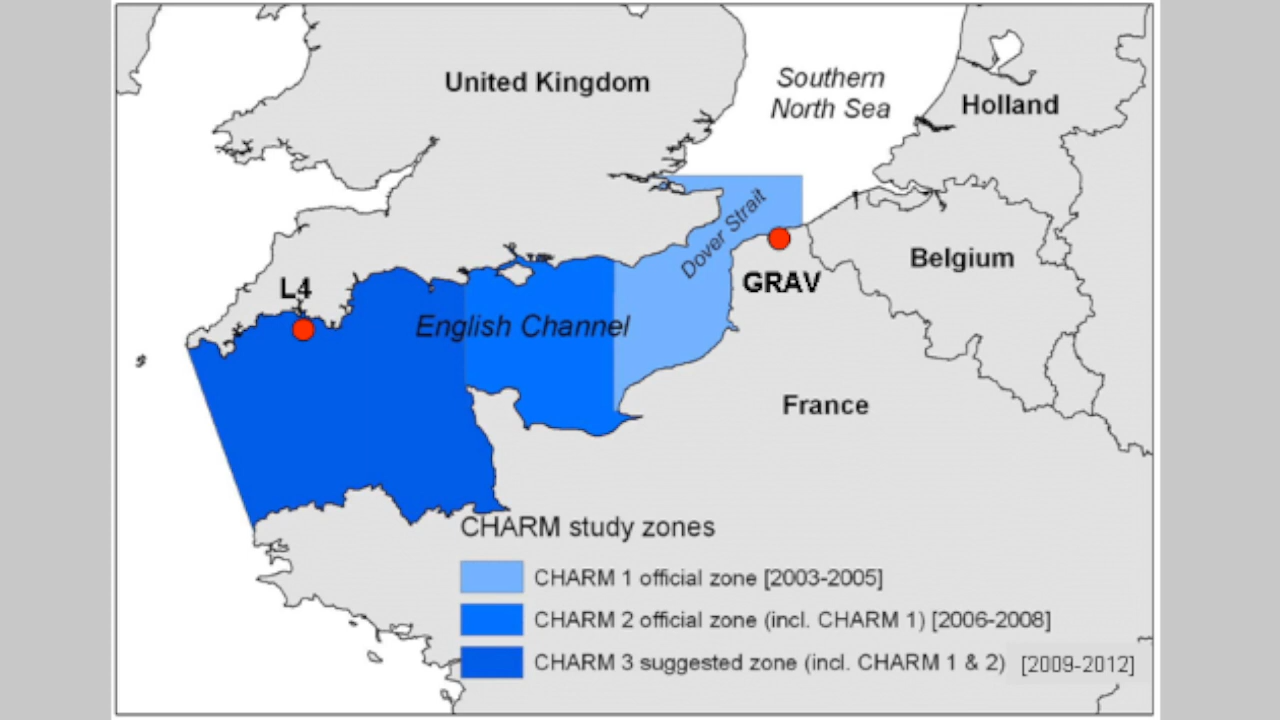 United Kingdom
Southern
North Sea
Holland
Dover Strait
Belgium
L4
GRAV
English Channel
France
CHARM study zones
CHARM 1 official zone [2003-2005]
CHARM 2 official zone (incl. CHARM 1) [2006-2008]
CHARM 3 suggested zone (incl. CHARM 1 & 2) [2009-2012]